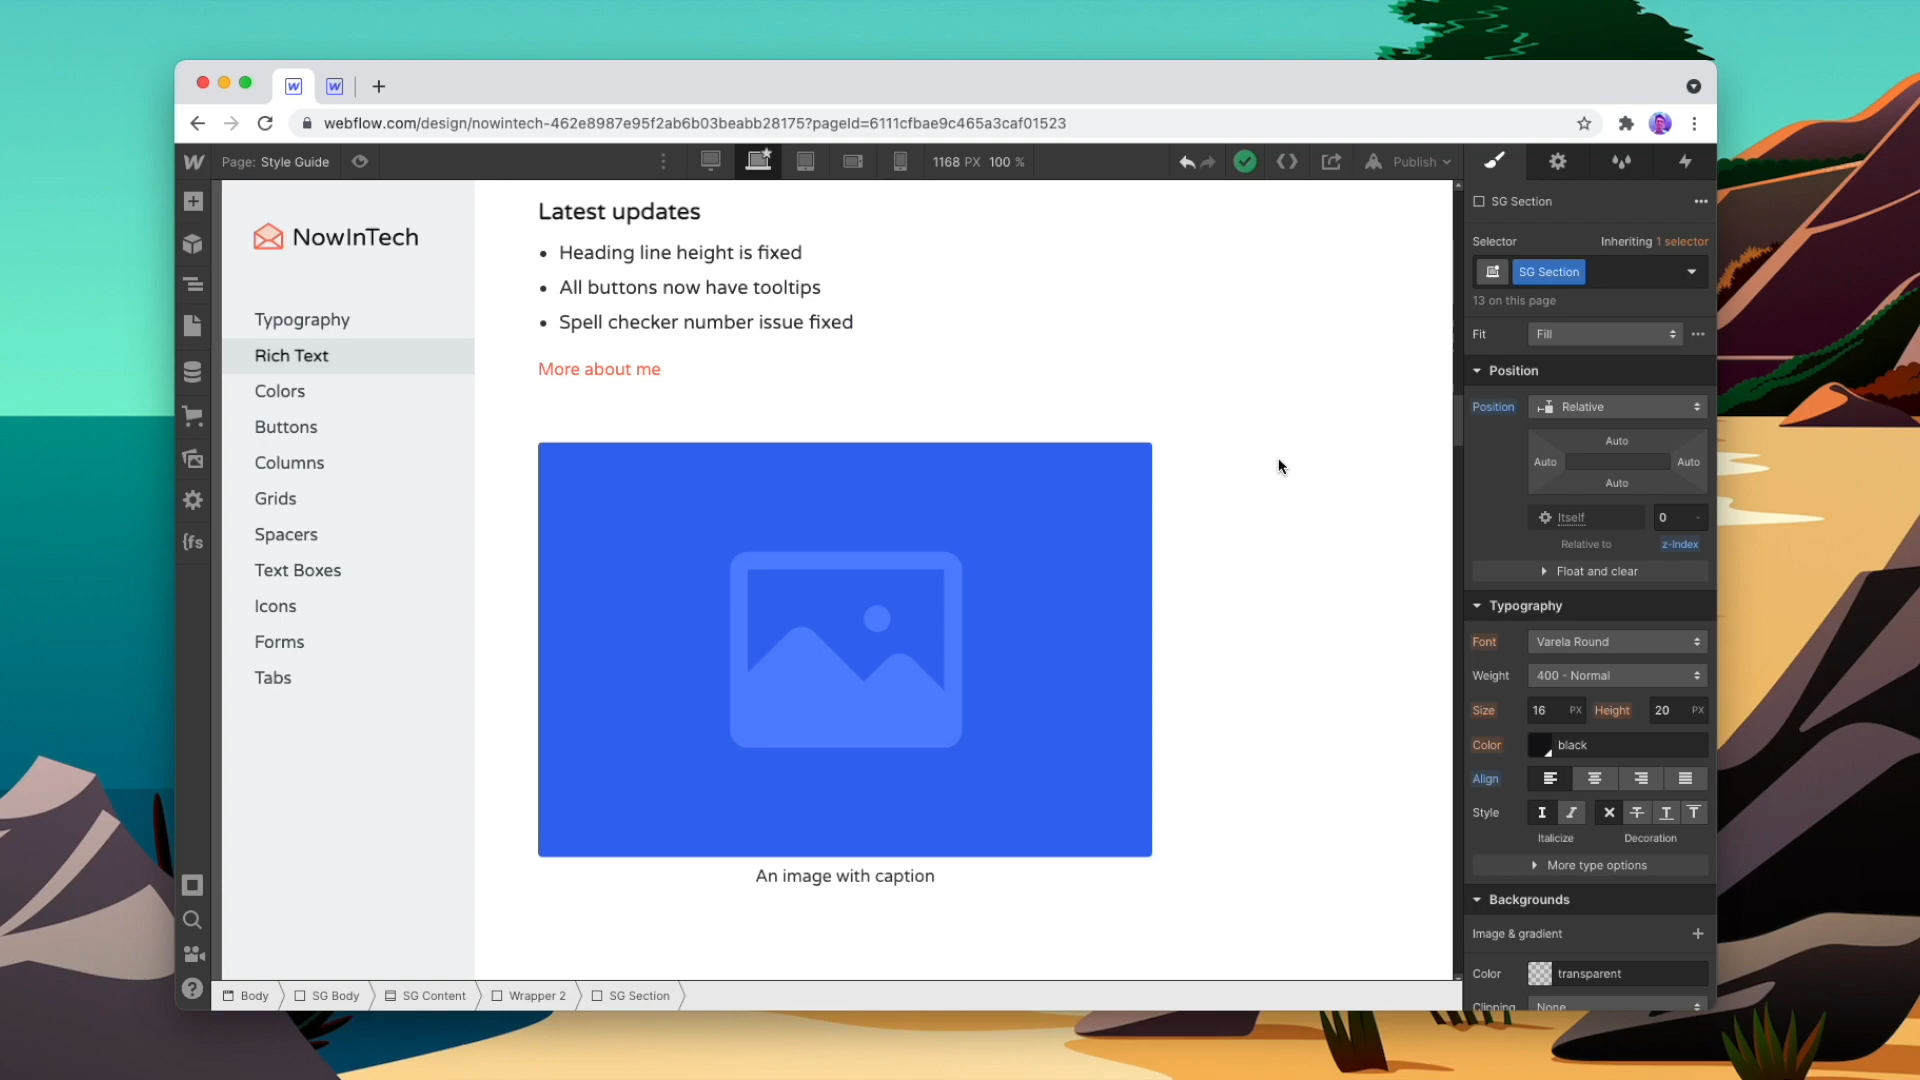 webflow.com/design/nowintech-462e8987e95f2ab6b03beabb28175?pageId=6111cfbae9c465a3caf01523
Page: Style Guide
1168 PX 100 %
Publish
NowInTech
Typography
Rich Text
Colors
Buttons
Columns
Grids
Spacers
Text Boxes
Icons
Forms
Tabs
{fs
Latest updates
• Heading line height is fixed
• All buttons now have tooltips
• Spell checker number issue fixed
More about me
An image with caption
SG Section
Selector Inheriting 1 selector
SG Section
13 on this page
Fit Fill
Position
Position Relative
Auto
Auto Auto
Auto
Itself 0 -
Relative to z-Index
Float and clear
Typography
Font Varela Round
Weight 400 - Normal
Size 16 PX Height 20 PX
Color black
Align
Style
Italicize Decoration
More type options
Backgrounds
Image & gradient
Color transparent
Clipping None
Body SG Body SG Content Wrapper 2 SG Section